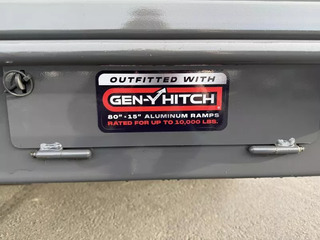 OUTFITTED WITH
GEN-Y HITCH
80" · 15" ALUMINUM RAMPS
RATED FOR UP TO 10,000 LBS.